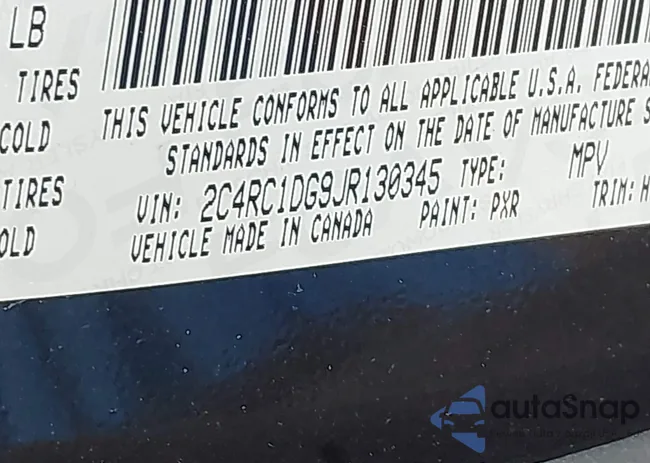 LB
TIRES
COLD
THIS VEHICLE CONFORMS TO ALL APPLICABLE U.S.A. FEDERA
STANDARDS IN EFFECT ON THE DATE OF MANUFACTURE S
TIRES
VIN: 2C4RC1DG9JR130345 TYPE: MPV
OLD
VEHICLE MADE IN CANADA PAINT: PXR TRIM: H
autoSnap